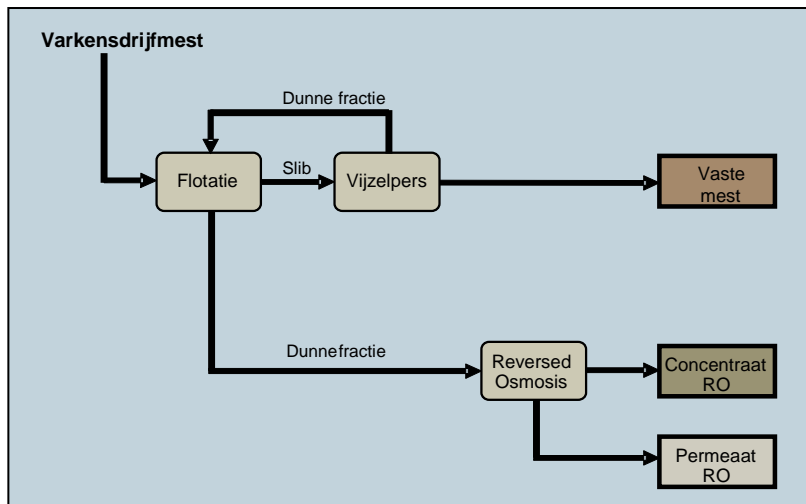 Varkensdrijfmest
Dunne fractie
Flotatie
Slib
Vijzelpers
Vaste
mest
Dunnefractie
Reversed
Osmosis
Concentraat
RO
Permeaat
RO